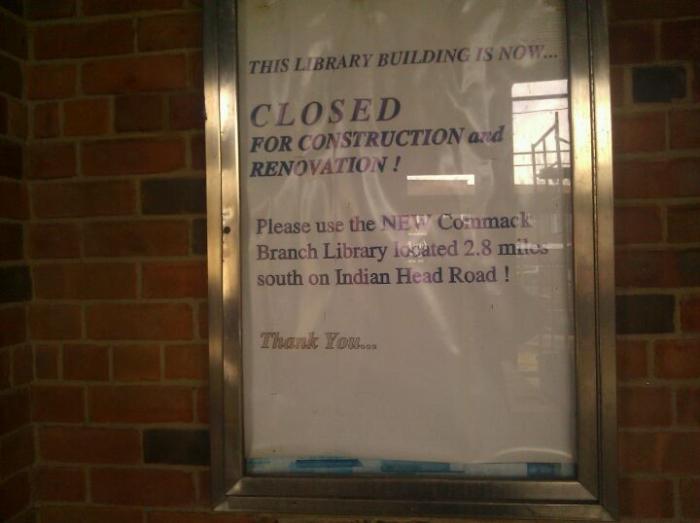 THIS LIBRARY BUILDING IS NOW...
CLOSED
FOR CONSTRUCTION and
RENOVATION !
Please use the NEW Commack
Branch Library located 2.8 miles
south on Indian Head Road !
Thank You...